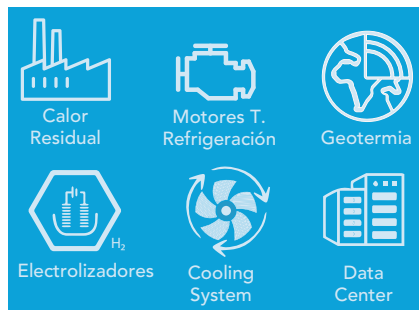 Calor
Residual
Motores T.
Refrigeración
Geotermia
H₂
Electrolizadores
Cooling
System
Data
Center